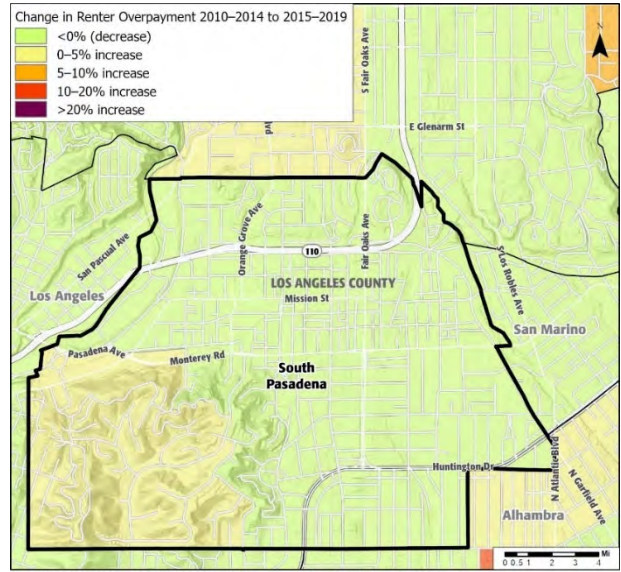 Change in Renter Overpayment 2010–2014 to 2015–2019
<0% (decrease)
0–5% increase
5–10% increase
10–20% increase
>20% increase
S Fair Oaks Ave
N
lvd
E Glenarm St
San Pascual Ave
Orange Grove Ave
Fair Oaks Ave
110
S Los Robles Ave
Los Angeles
LOS ANGELES COUNTY
Mission St
San Marino
Pasadena Ave
Monterey Rd
South
Pasadena
Huntington Dr
N Atlantic Blvd
N Garfield Ave
Alhambra
0 0.5 1 2 3 4 Mi